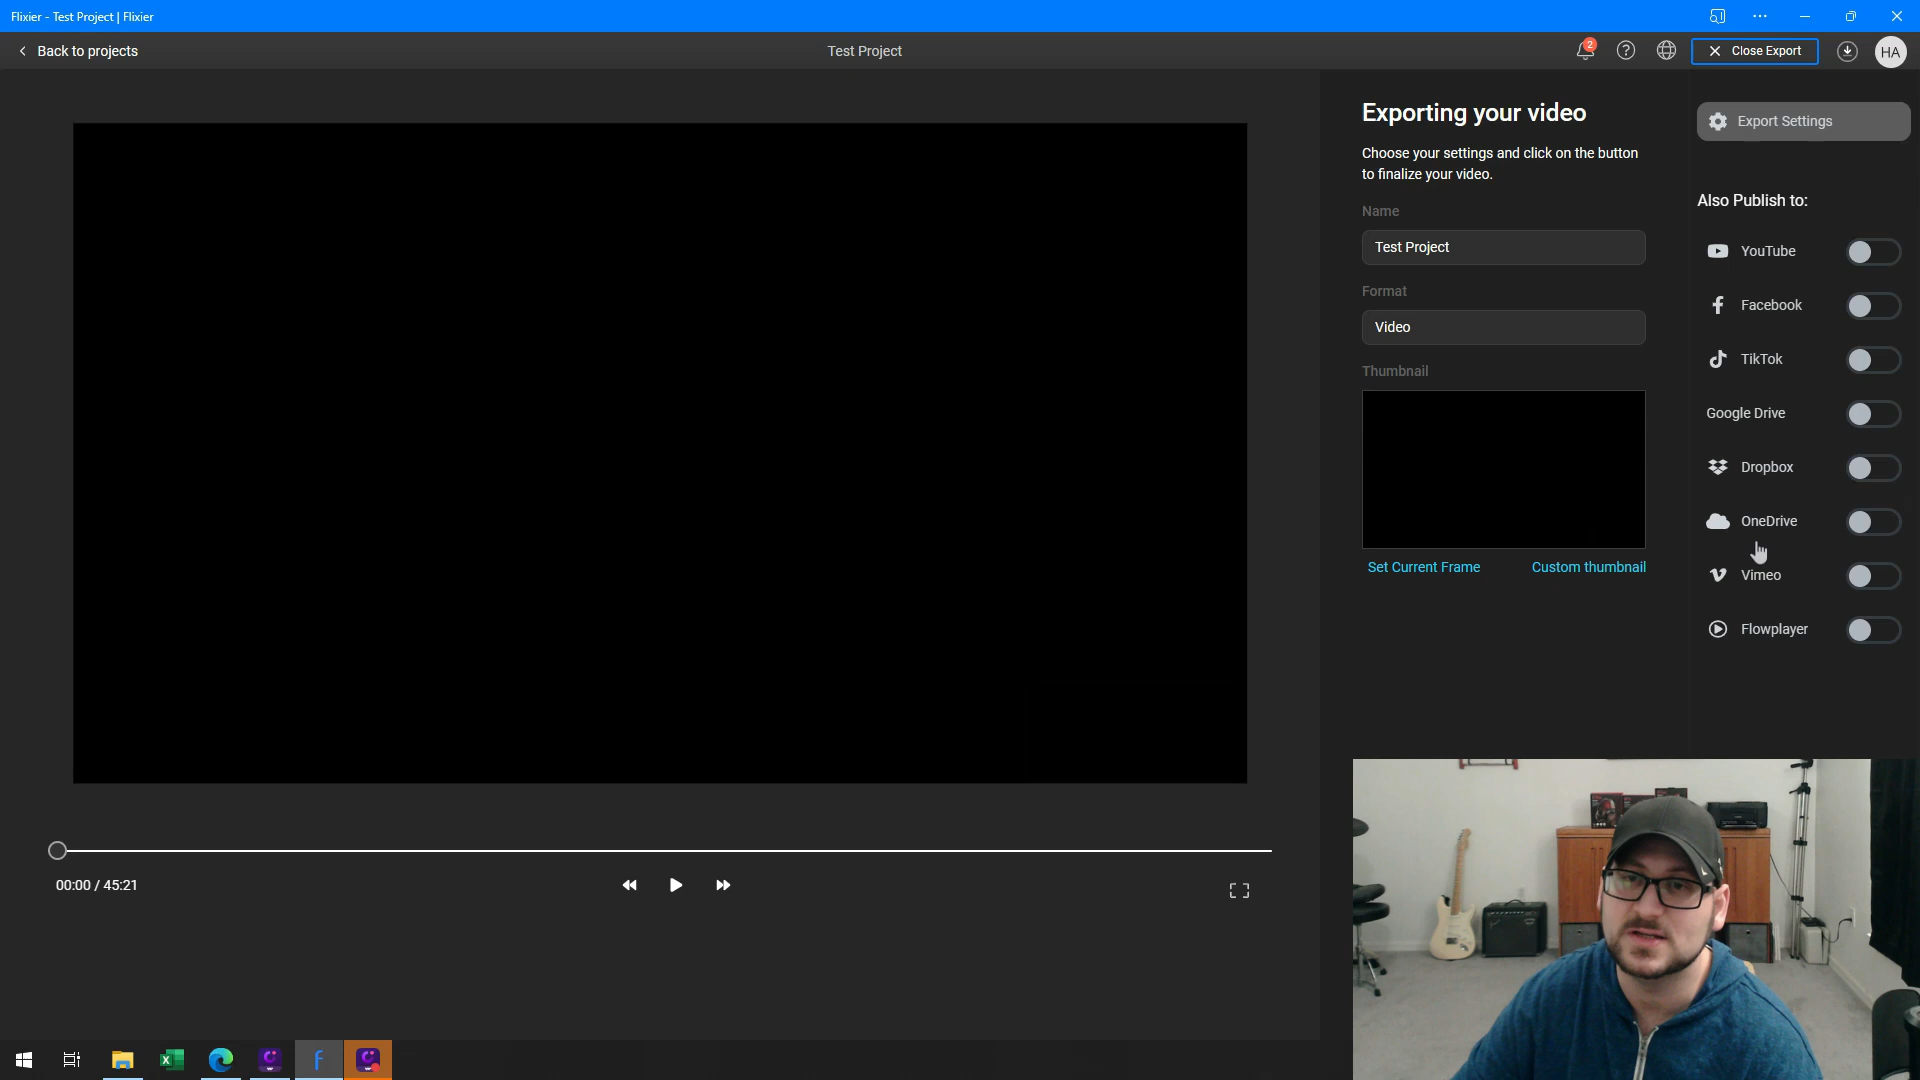 Flixier - Test Project | Flixier
Back to projects
Test Project
2
Close Export
HA
Exporting your video
Choose your settings and click on the button
to finalize your video.
Name
Test Project
Format
Video
Thumbnail
Set Current Frame
Custom thumbnail
Export Settings
Also Publish to:
YouTube
Facebook
TikTok
Google Drive
Dropbox
OneDrive
Vimeo
Flowplayer
00:00 / 45:21